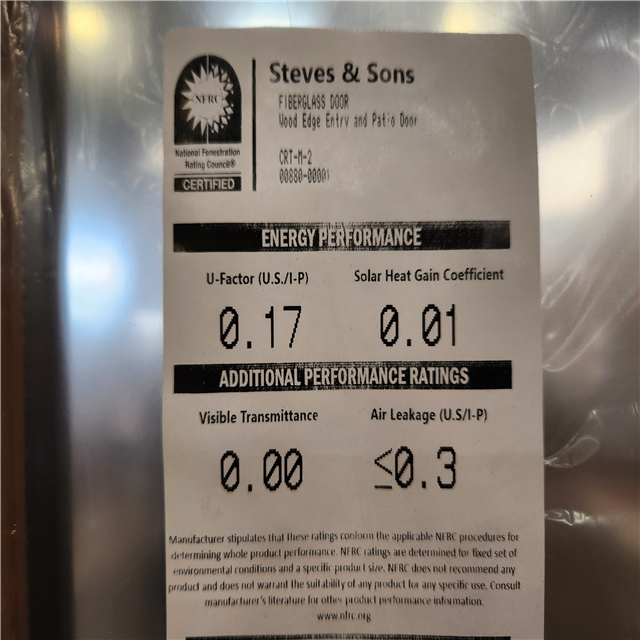 NFRC
National Fenestration
Rating Council®
CERTIFIED
Steves & Sons
FIBERGLASS DOOR
Wood Edge Entry and Patio Door
CRT-M-2
00880-00001
ENERGY PERFORMANCE
U-Factor (U.S./I-P)
Solar Heat Gain Coefficient
0.17
0.01
ADDITIONAL PERFORMANCE RATINGS
Visible Transmittance
Air Leakage (U.S/I-P)
0.00
≤0.3
Manufacturer stipulates that these ratings conform the applicable NFRC procedures for
determining whole product performance. NFRC ratings are determined for fixed set of
environmental conditions and a specific product size. NFRC does not recommend any
product and does not warrant the suitability of any product for any specific use. Consult
manufacturer's literature for other product performance information.
www.nfrc.org